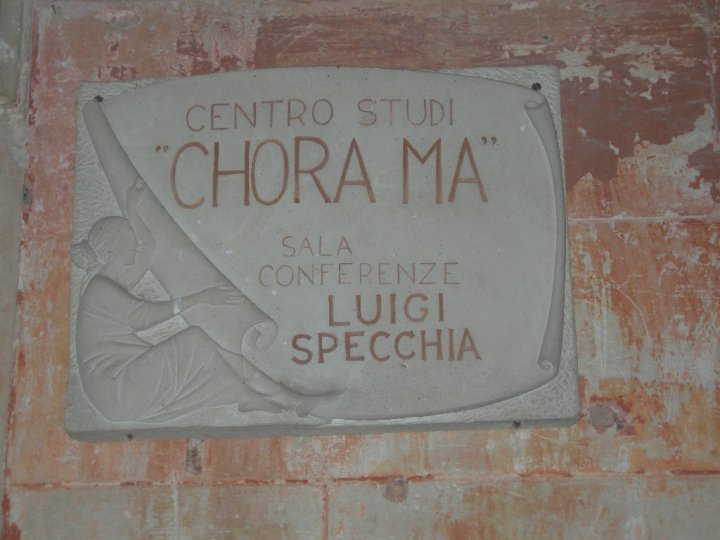 CENTRO STUDI
"CHORA MA"
SALA
CONFERENZE
LUIGI
SPECCHIA